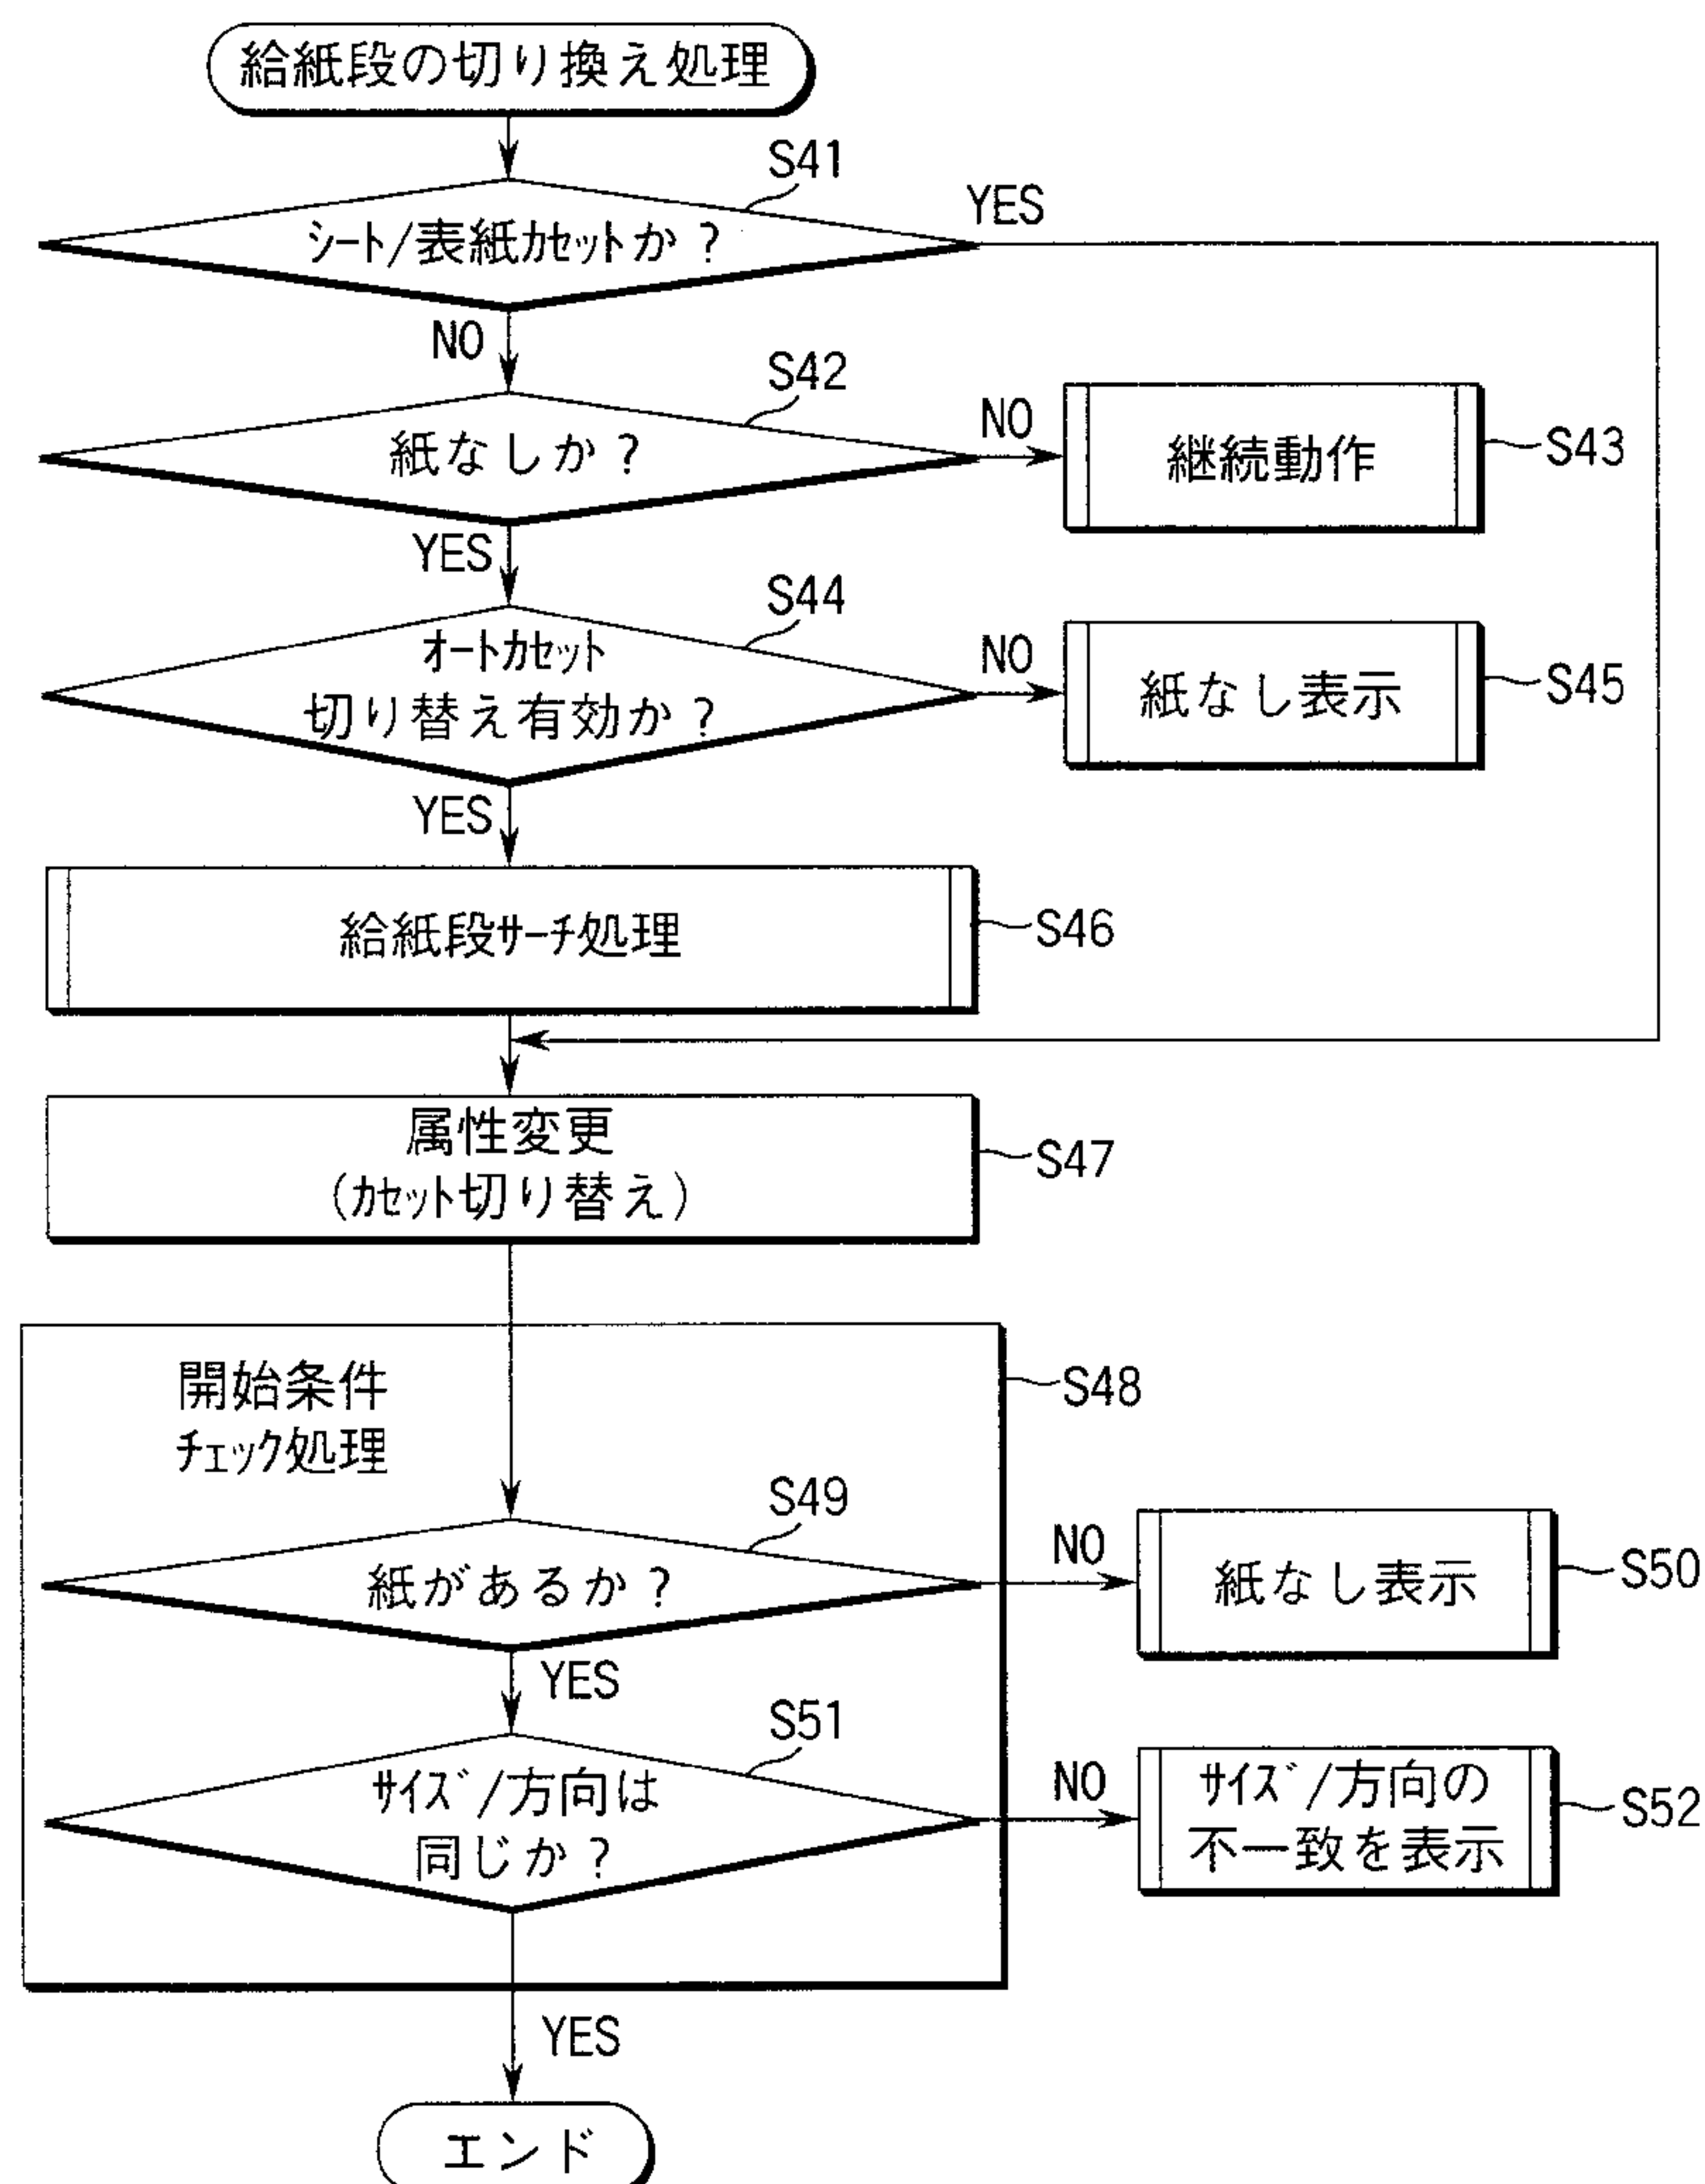 給紙段の切り換え処理
S41
YES
ｼｰﾄ/表紙ｶｾｯﾄか？
NO
S42
紙なしか？
NO
継続動作
S43
YES
S44
ｵｰﾄｶｾｯﾄ
切り替え有効か？
NO
紙なし表示
S45
YES
給紙段ｻｰﾁ処理
S46
属性変更
(ｶｾｯﾄ切り替え)
S47
開始条件
ﾁｪｯｸ処理
S48
S49
紙があるか？
NO
紙なし表示
S50
YES
S51
ｻｲｽﾞ/方向は
同じか？
NO
ｻｲｽﾞ/方向の
不一致を表示
S52
YES
エンド